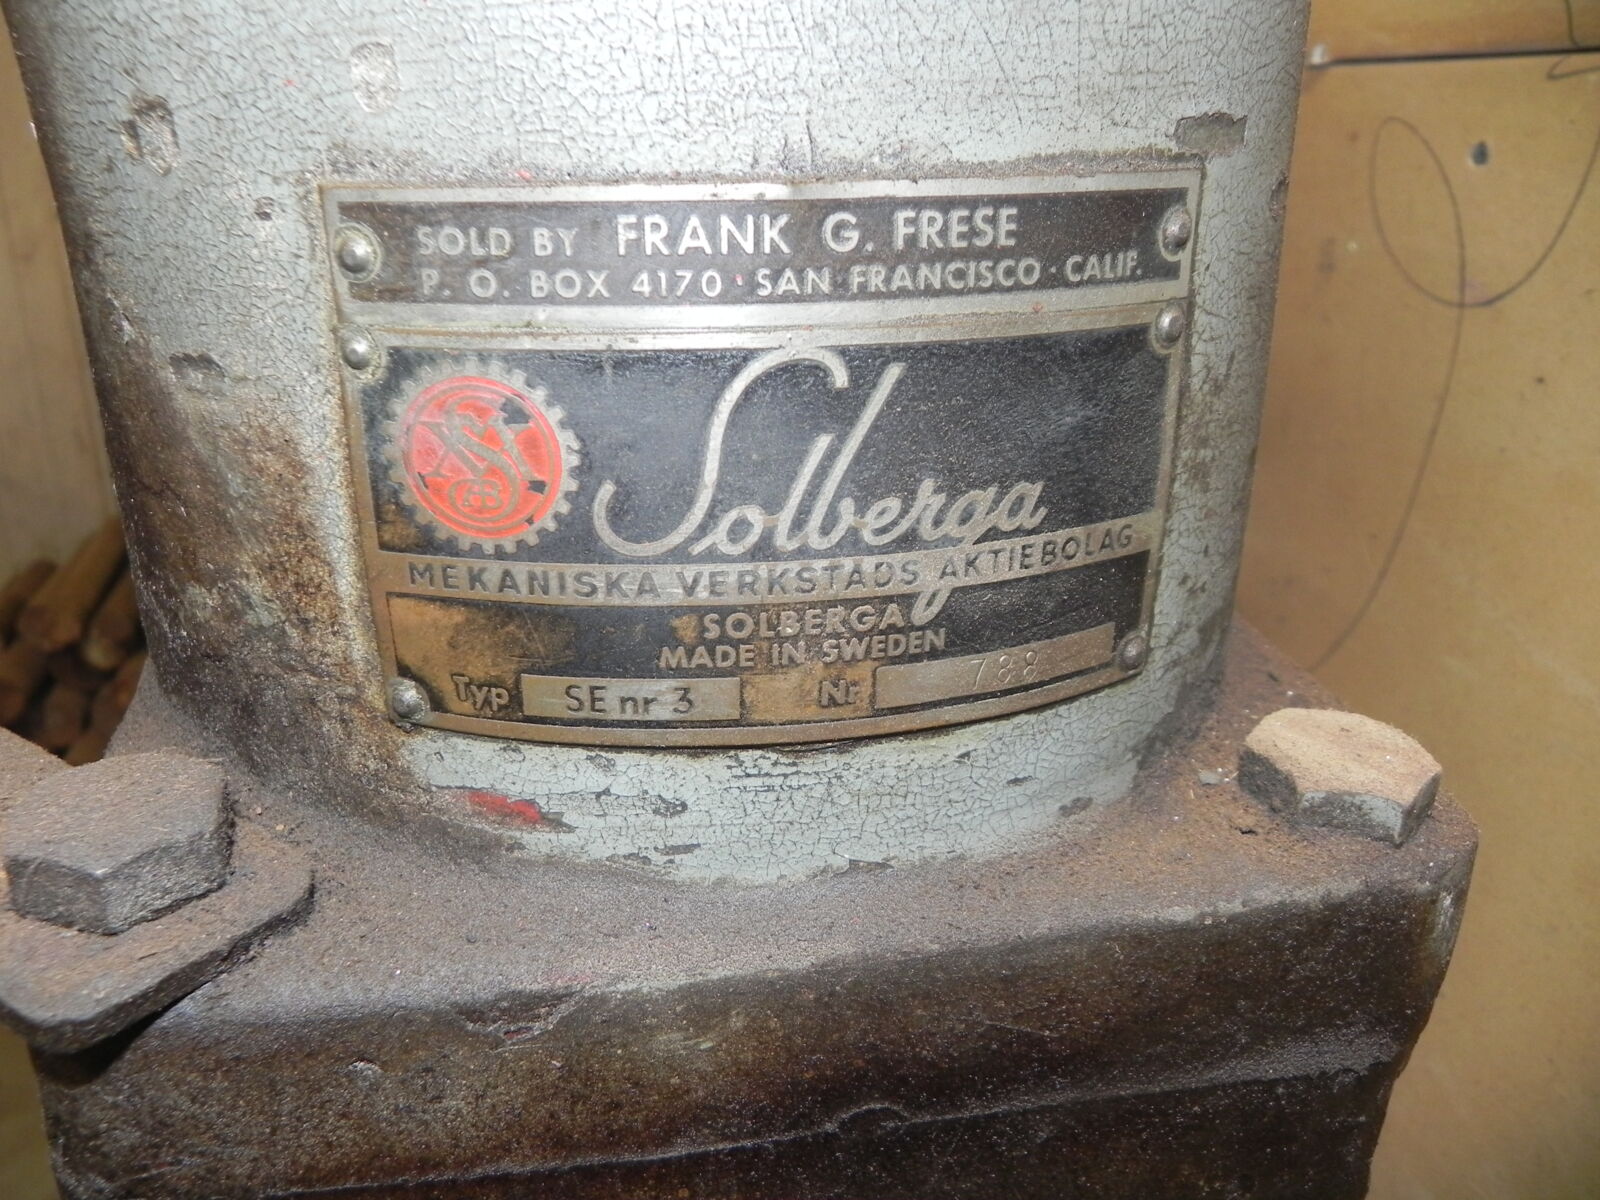 SOLD BY FRANK G. FRESE
P. O. BOX 4170 · SAN FRANCISCO · CALIF.
Solberga
MEKANISKA VERKSTADS AKTIEBOLAG
SOLBERGA
MADE IN SWEDEN
Typ SE nr 3 Nr 788